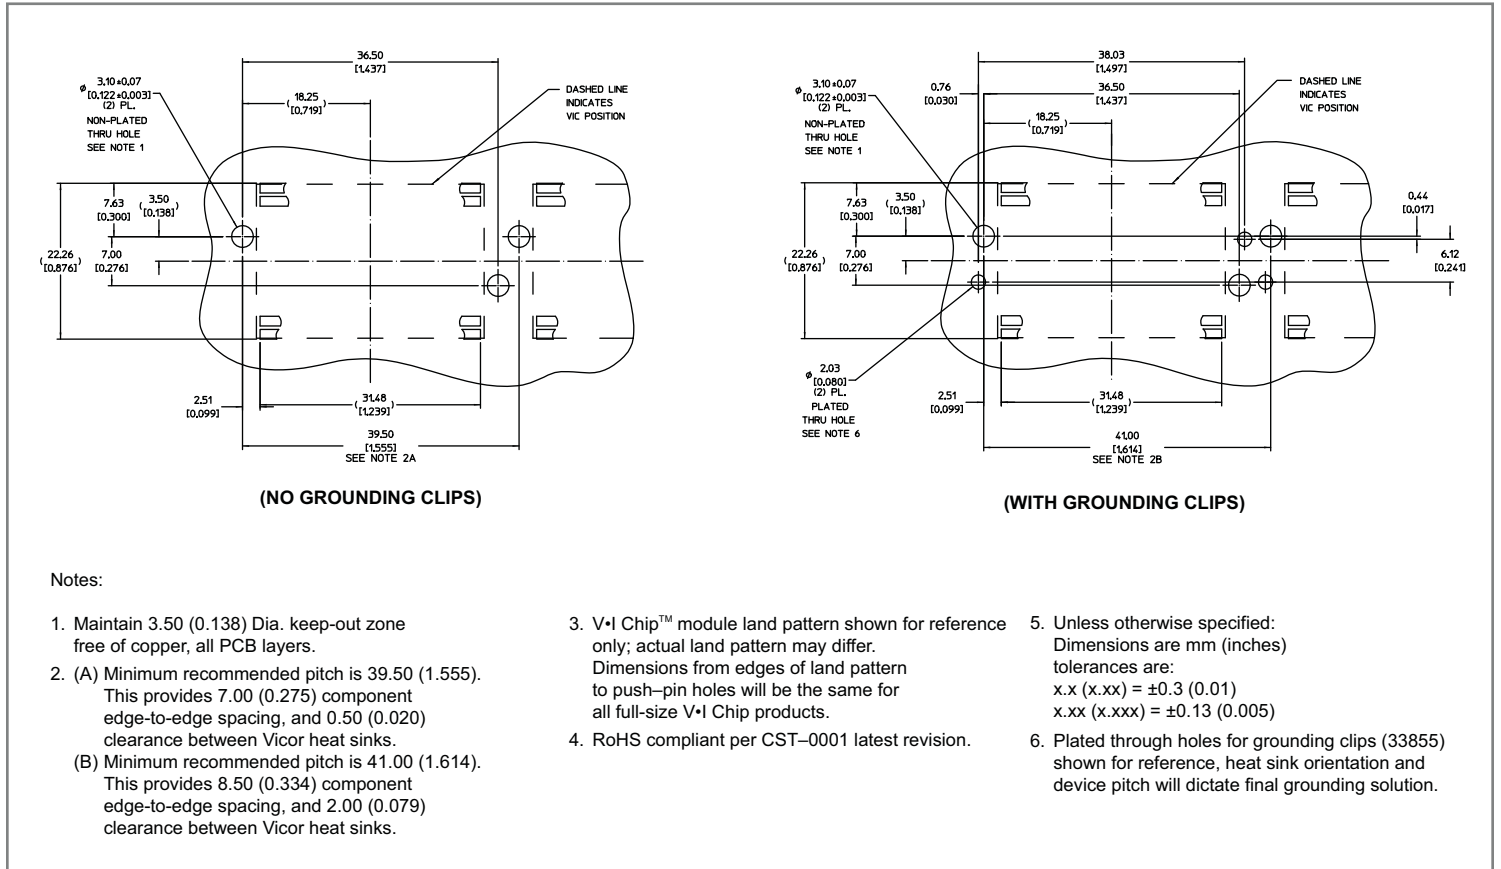 36.50
[1.437]
3.10±0.07
ø [0.122±0.003]
(2) PL.
NON-PLATED
THRU HOLE
SEE NOTE 1
( 18.25 )
[0.719]
DASHED LINE
INDICATES
VIC POSITION
7.63
[0.300]
( 3.50 )
[0.138]
( 22.26 )
[0.876]
7.00
[0.276]
2.51
[0.099]
( 31.48 )
[1.239]
39.50
[1.555]
SEE NOTE 2A
(NO GROUNDING CLIPS)
38.03
[1.497]
0.76
[0.030]
36.50
[1.437]
3.10±0.07
ø [0.122±0.003]
(2) PL.
NON-PLATED
THRU HOLE
SEE NOTE 1
( 18.25 )
[0.719]
DASHED LINE
INDICATES
VIC POSITION
7.63
[0.300]
( 3.50 )
[0.138]
0.44
[0.017]
( 22.26 )
[0.876]
7.00
[0.276]
6.12
[0.241]
ø 2.03
[0.080]
(2) PL.
PLATED
THRU HOLE
SEE NOTE 6
2.51
[0.099]
( 31.48 )
[1.239]
41.00
[1.614]
SEE NOTE 2B
(WITH GROUNDING CLIPS)
Notes:
1. Maintain 3.50 (0.138) Dia. keep-out zone
free of copper, all PCB layers.
2. (A) Minimum recommended pitch is 39.50 (1.555).
This provides 7.00 (0.275) component
edge-to-edge spacing, and 0.50 (0.020)
clearance between Vicor heat sinks.
(B) Minimum recommended pitch is 41.00 (1.614).
This provides 8.50 (0.334) component
edge-to-edge spacing, and 2.00 (0.079)
clearance between Vicor heat sinks.
3. V•I Chip™ module land pattern shown for reference
only; actual land pattern may differ.
Dimensions from edges of land pattern
to push–pin holes will be the same for
all full-size V•I Chip products.
4. RoHS compliant per CST–0001 latest revision.
5. Unless otherwise specified:
Dimensions are mm (inches)
tolerances are:
x.x (x.xx) = ±0.3 (0.01)
x.xx (x.xxx) = ±0.13 (0.005)
6. Plated through holes for grounding clips (33855)
shown for reference, heat sink orientation and
device pitch will dictate final grounding solution.